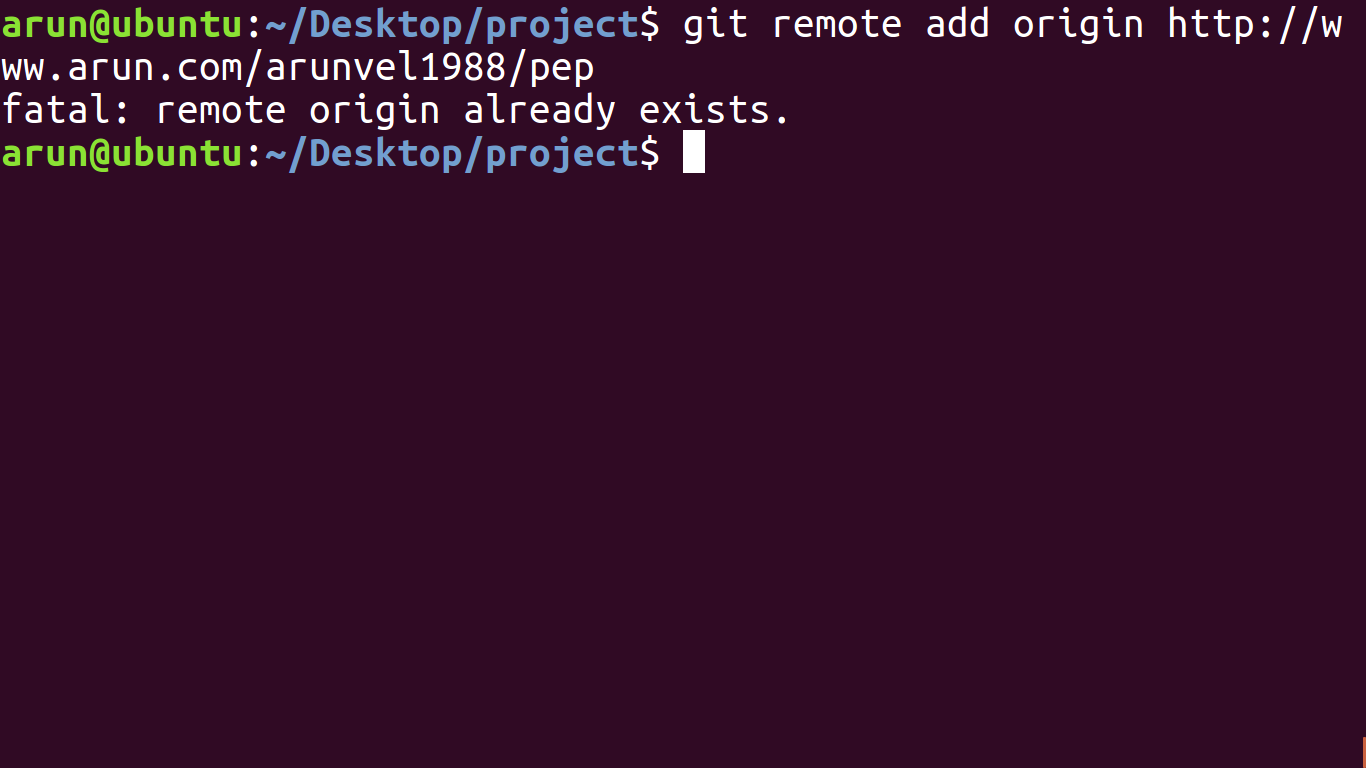 arun@ubuntu:~/Desktop/project$ git remote add origin http://w
ww.arun.com/arunvel1988/pep
fatal: remote origin already exists.
arun@ubuntu:~/Desktop/project$